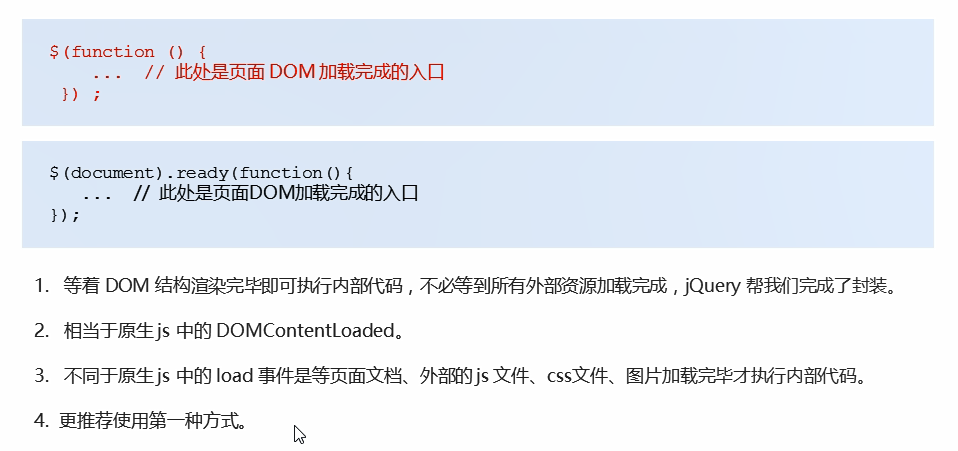 $(function () {
... // 此处是页面 DOM 加载完成的入口
}) ;
$(document).ready(function(){
... // 此处是页面DOM加载完成的入口
});
1. 等着 DOM 结构渲染完毕即可执行内部代码，不必等到所有外部资源加载完成，jQuery 帮我们完成了封装。
2. 相当于原生 js 中的 DOMContentLoaded。
3. 不同于原生 js 中的 load 事件是等页面文档、外部的 js 文件、css文件、图片加载完毕才执行内部代码。
4. 更推荐使用第一种方式。